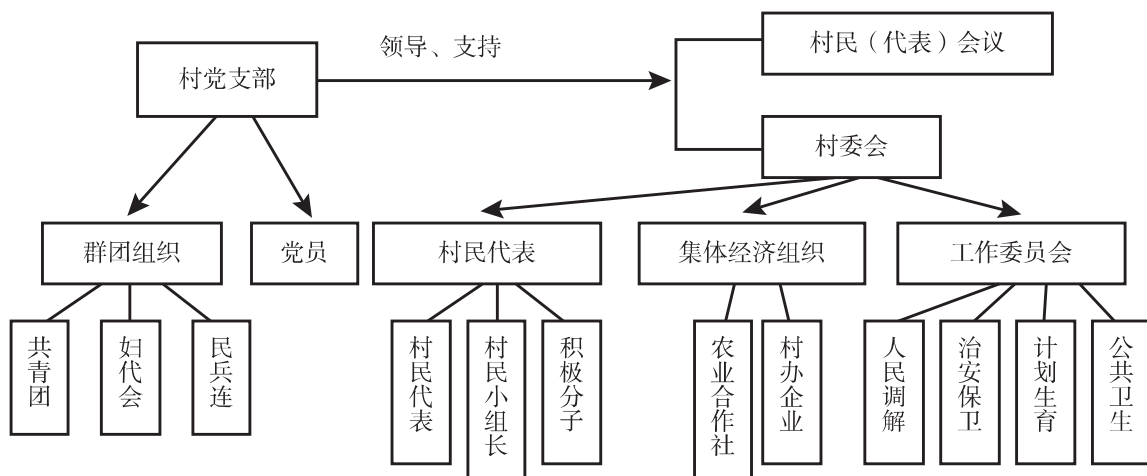 领导、支持
村民（代表）会议
村党支部
村委会
群团组织
党员
村民代表
集体经济组织
工作委员会
共青团
妇代会
民兵连
村民代表
村民小组长
积极分子
农业合作社
村办企业
人民调解
治安保卫
计划生育
公共卫生